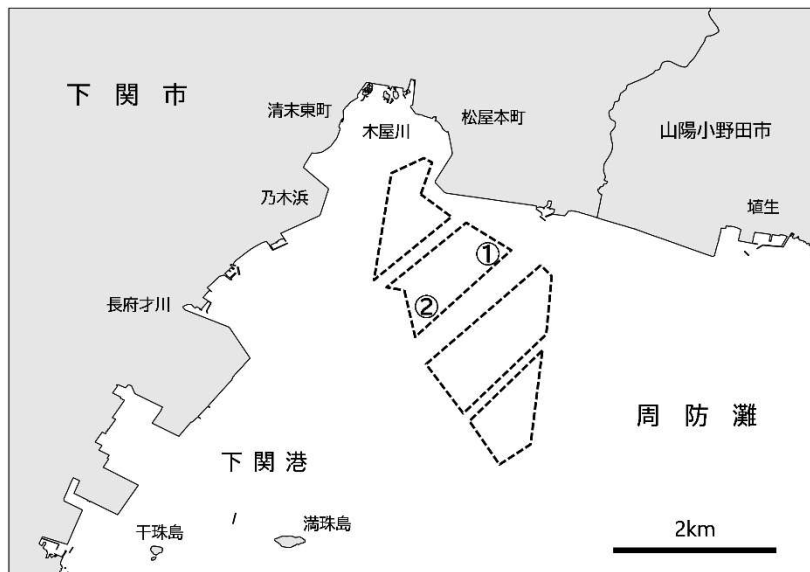 下関市
清末東町
木屋川
松屋本町
山陽小野田市
乃木浜
埴生
①
②
長府才川
周防灘
下関港
干珠島
満珠島
2km